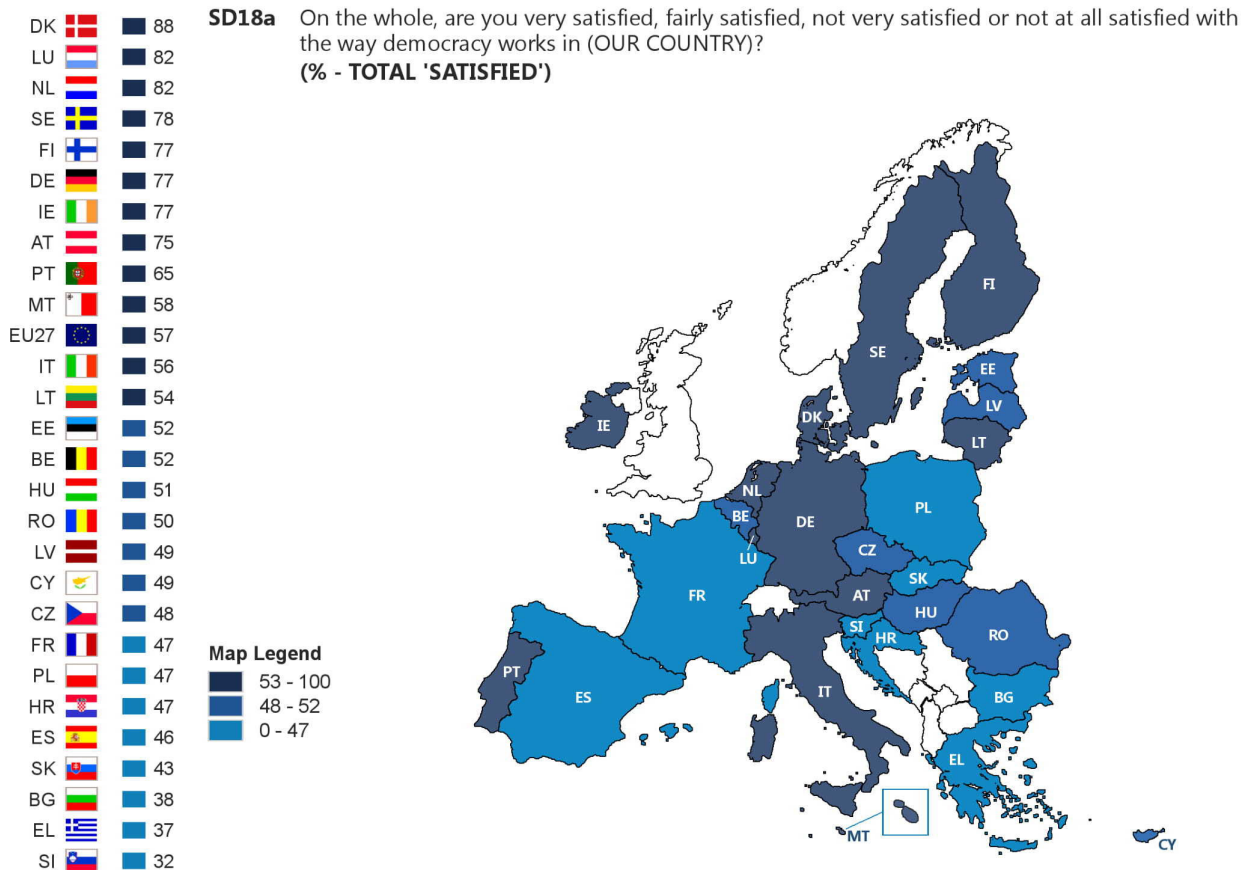 SD18a On the whole, are you very satisfied, fairly satisfied, not very satisfied or not at all satisfied with
the way democracy works in (OUR COUNTRY)?
(% - TOTAL 'SATISFIED')
DK 88
LU 82
NL 82
SE 78
FI 77
DE 77
IE 77
AT 75
PT 65
MT 58
EU27 57
IT 56
LT 54
EE 52
BE 52
HU 51
RO 50
LV 49
CY 49
CZ 48
FR 47
PL 47
HR 47
ES 46
SK 43
BG 38
EL 37
SI 32
Map Legend
53 - 100
48 - 52
0 - 47
FI
SE
EE
LV
DK
IE
LT
NL
PL
BE
DE
LU
CZ
SK
FR
AT
HU
SI
HR
RO
PT
ES
IT
BG
EL
MT
CY